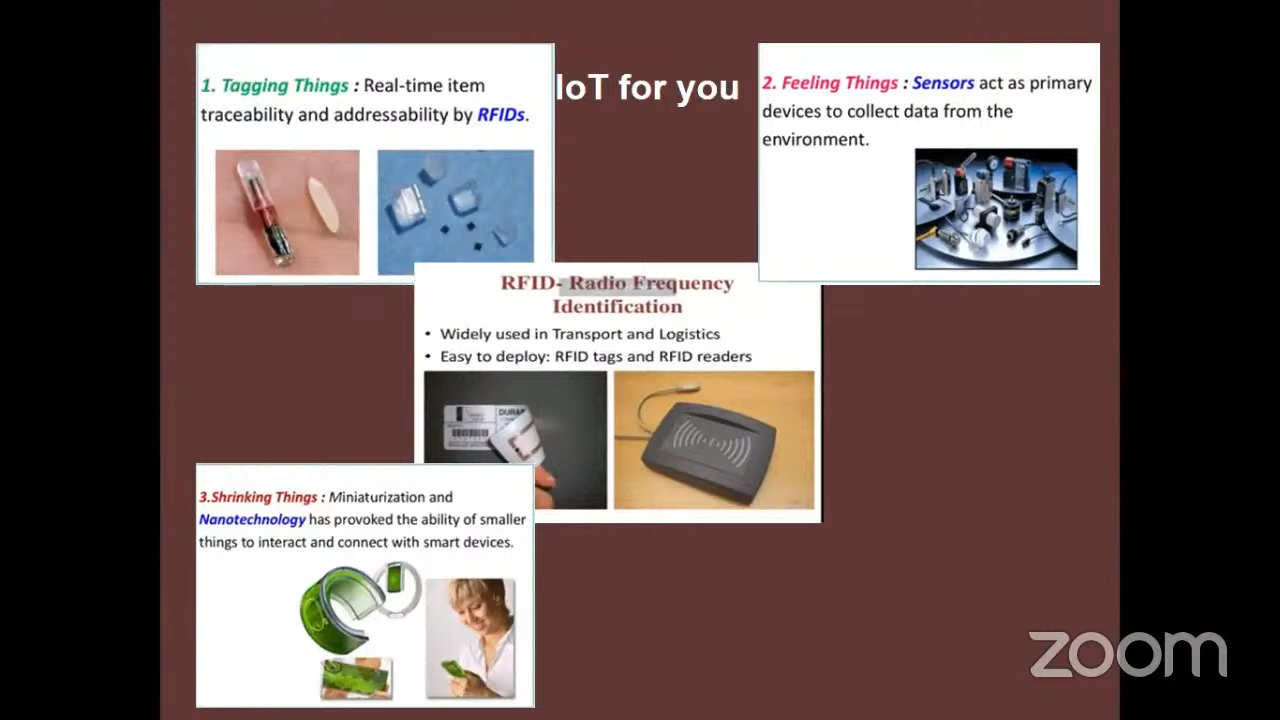 IoT for you
1. Tagging Things : Real-time item
traceability and addressability by RFIDs.
2. Feeling Things : Sensors act as primary
devices to collect data from the
environment.
RFID- Radio Frequency
Identification
• Widely used in Transport and Logistics
• Easy to deploy: RFID tags and RFID readers
3.Shrinking Things : Miniaturization and
Nanotechnology has provoked the ability of smaller
things to interact and connect with smart devices.
zoom